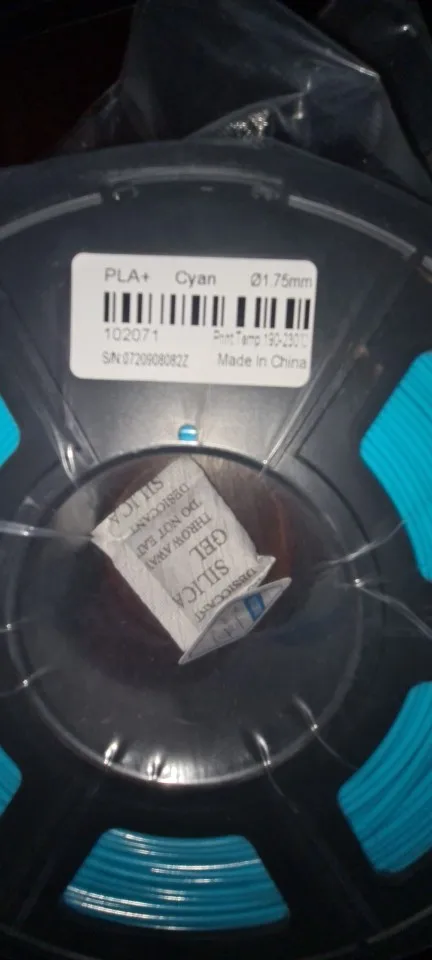 PLA+ Cyan Ø1.75mm
102071 Print Temp:190-230℃
S/N:0720908082Z Made In China
SILICA
DESICCANT
DO NOT EAT
THROW AWAY
GEL
SILICA
DESICCANT